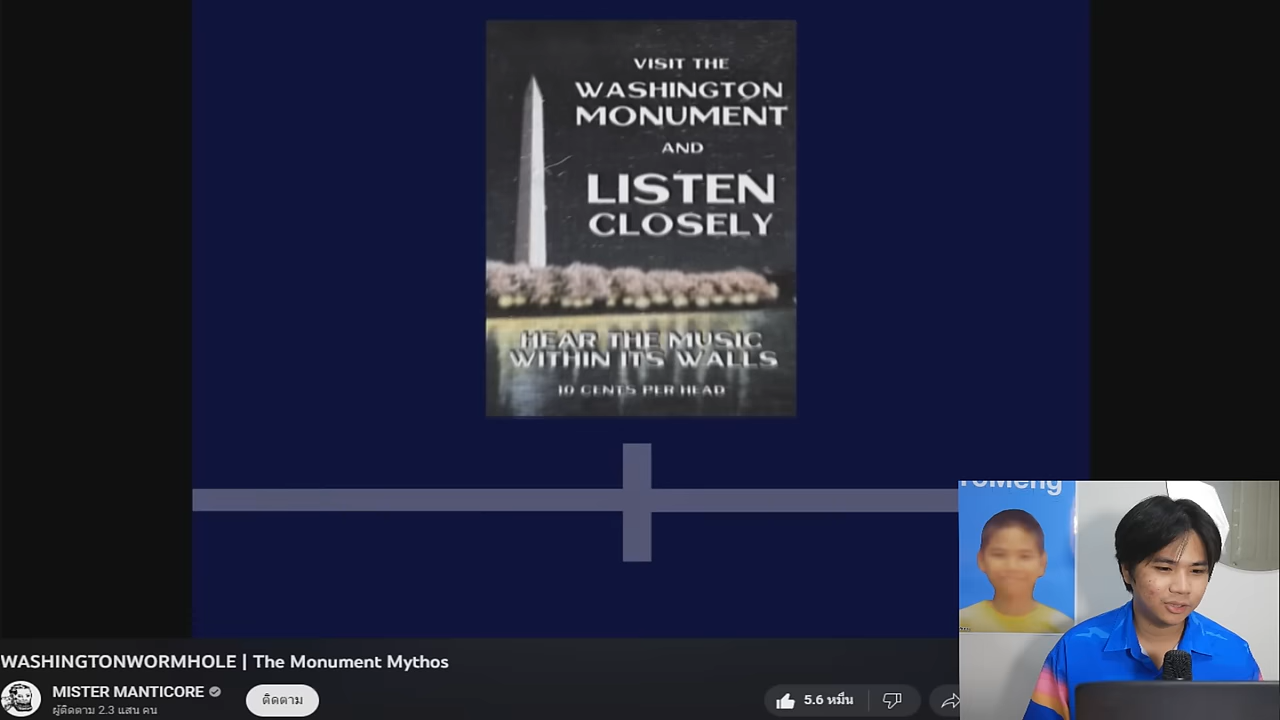 VISIT THE
WASHINGTON
MONUMENT
AND
LISTEN
CLOSELY
HEAR THE MUSIC
WITHIN ITS WALLS
10 CENTS PER HEAD
WASHINGTONWORMHOLE | The Monument Mythos
MISTER MANTICORE
ผู้ติดตาม 2.3 แสน คน
ติดตาม
5.6 หมื่น